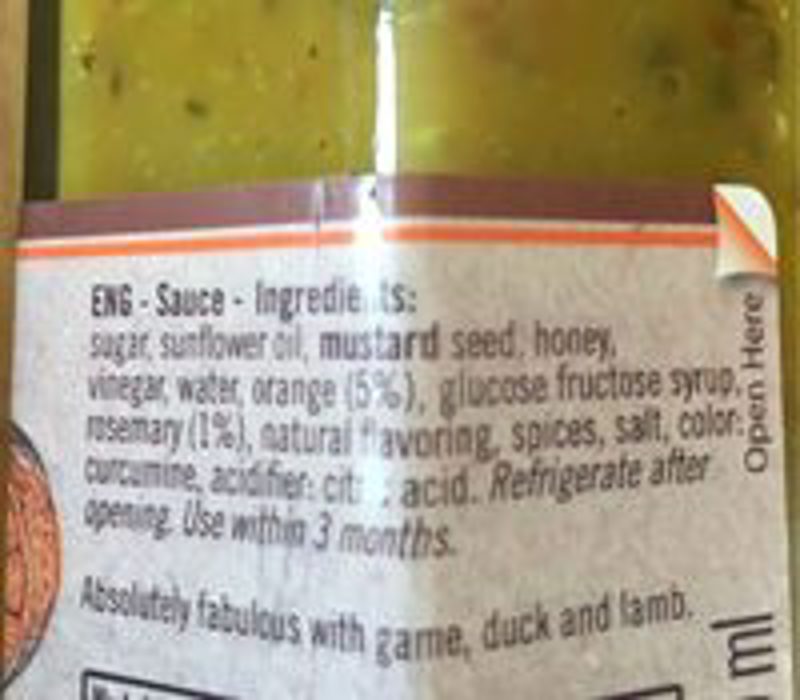 ENG - Sauce - Ingredients:
sugar, sunflower oil, mustard seed, honey,
vinegar, water, orange (5%), glucose fructose syrup,
rosemary (1%), natural flavoring, spices, salt, color:
curcumine, acidifier: citric acid. Refrigerate after
opening. Use within 3 months.
Absolutely fabulous with game, duck and lamb.
Open Here
ml